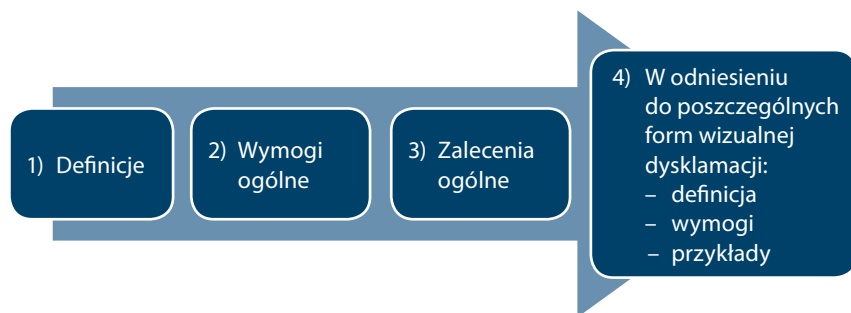 1) Definicje
2) Wymogi
ogólne
3) Zalecenia
ogólne
4) W odniesieniu
do poszczególnych
form wizualnej
dysklamacji:
– definicja
– wymogi
– przykłady